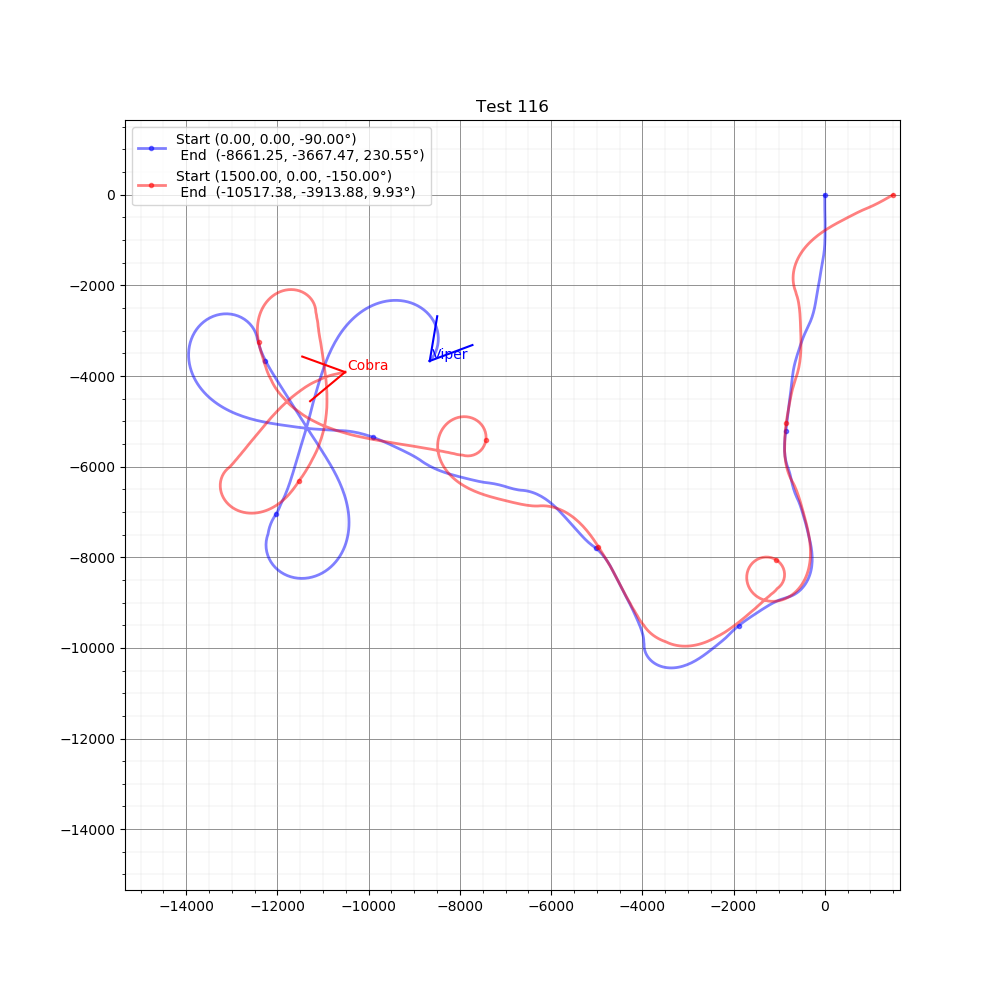 Test 116
Start (0.00, 0.00, -90.00°)
End  (-8661.25, -3667.47, 230.55°)
Start (1500.00, 0.00, -150.00°)
End  (-10517.38, -3913.88, 9.93°)
0
−2000
−4000
−6000
−8000
−10000
−12000
−14000
Viper
Cobra
−14000 −12000 −10000 −8000 −6000 −4000 −2000 0